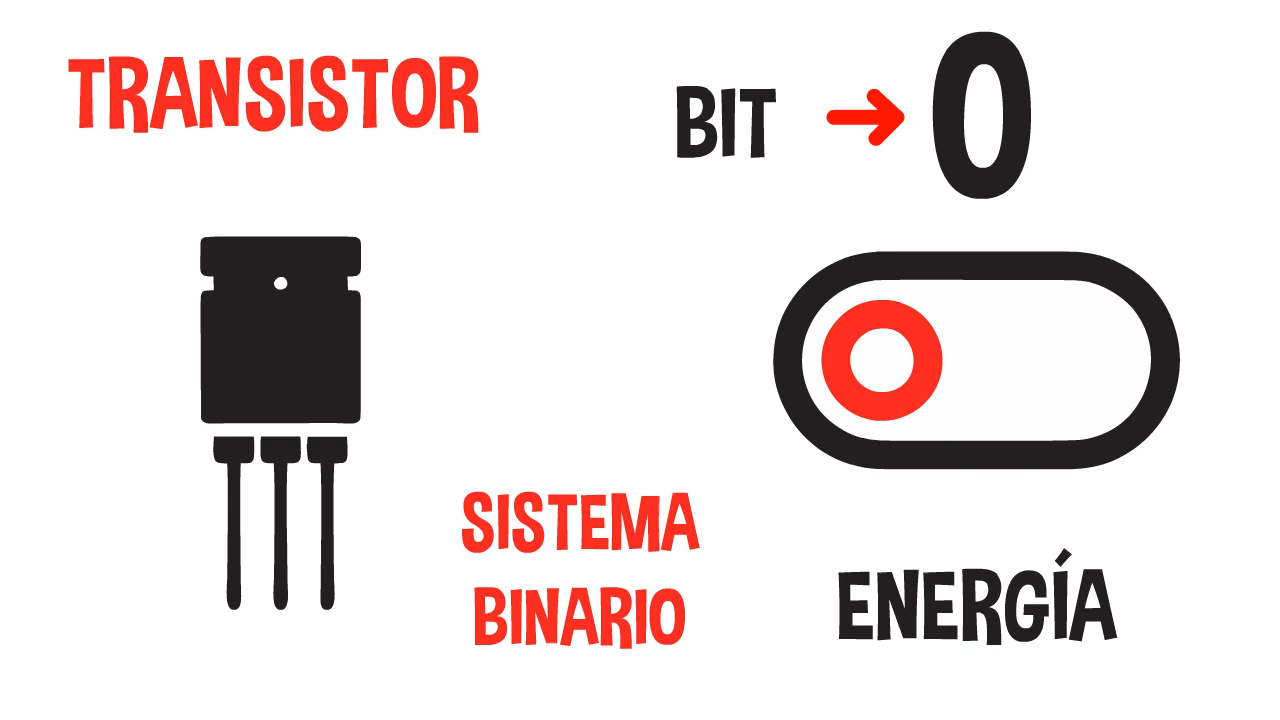 TRANSISTOR
BIT → 0
SISTEMA
BINARIO
ENERGÍA